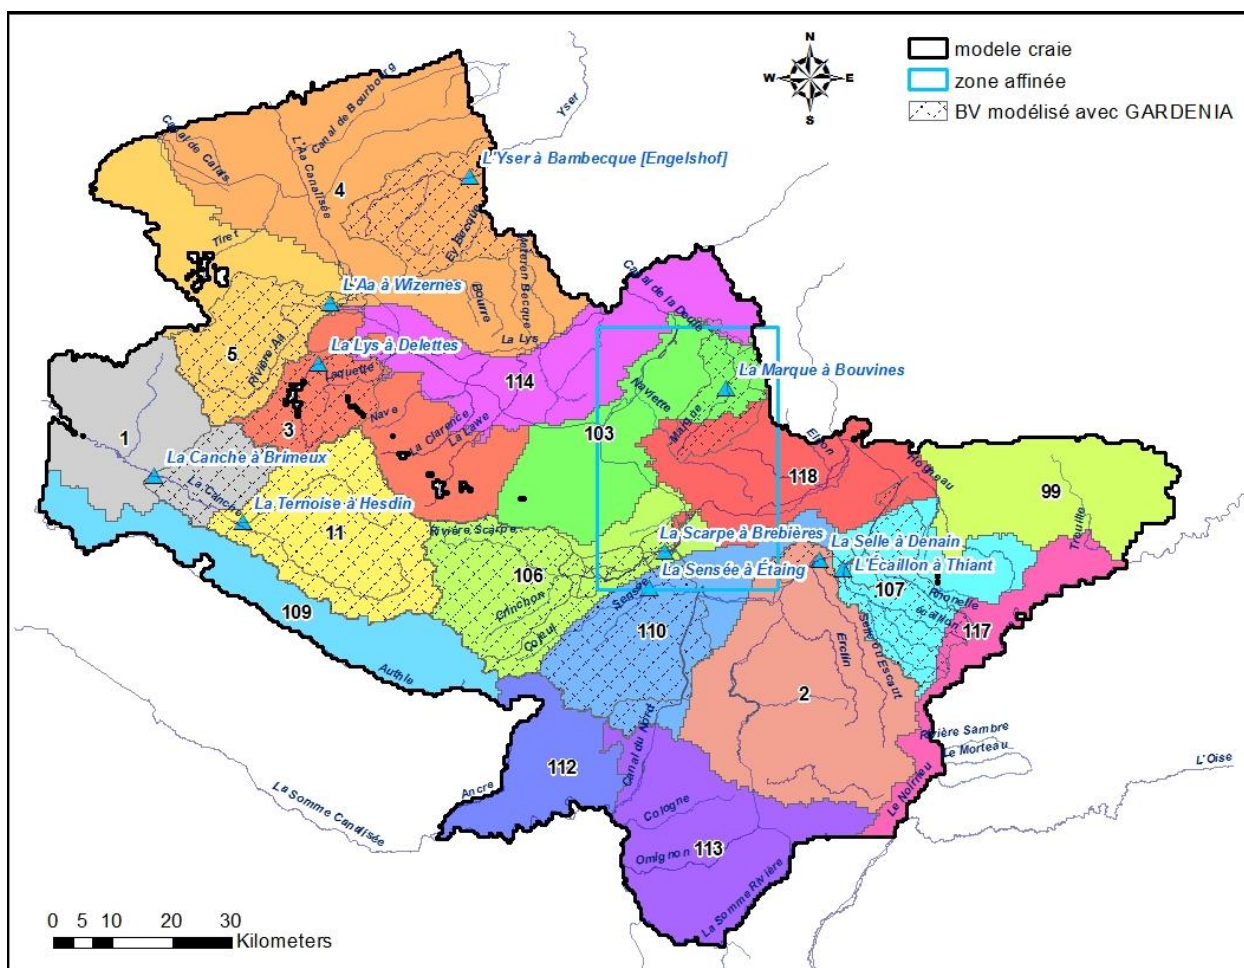 N
W E
S
modele craie
zone affinée
BV modélisé avec GARDENIA
Yser
Canal de Bourbourg
Canal de Calais
L'Aa Canalisée
4
L'Yser à Bambecque [Engelshof]
Ey Becque
Meteren Becque
Tiret
Bourre
Canal de la Deule
L'Aa à Wizernes
La Lys
Rivière Aa
5
La Lys à Delettes
Laquette
114
La Marque à Bouvines
Naviette
3
Nave
La Clarence
La Lawe
103
Elnon
1
118
Hogneau
99
La Canche à Brimeux
La Canche
La Ternoise à Hesdin
Trouille
11
Rivière Scarpe
La Scarpe à Brebières
La Selle à Denain
La Sensée à Étaing
L'Écaillon à Thiant
106
Sensée
107
Rhonelle
Crinchon
Écaillon
109
Cojeul
110
117
Erclin
Selle ou Escaut
Authie
2
Rivière Sambre
Le Morteau
L'Oise
Canal du Nord
112
Ancre
Le Noirrieu
La Somme Canalisée
Cologne
113
Omignon
La Somme Rivière
0 5 10 20 30
Kilometers